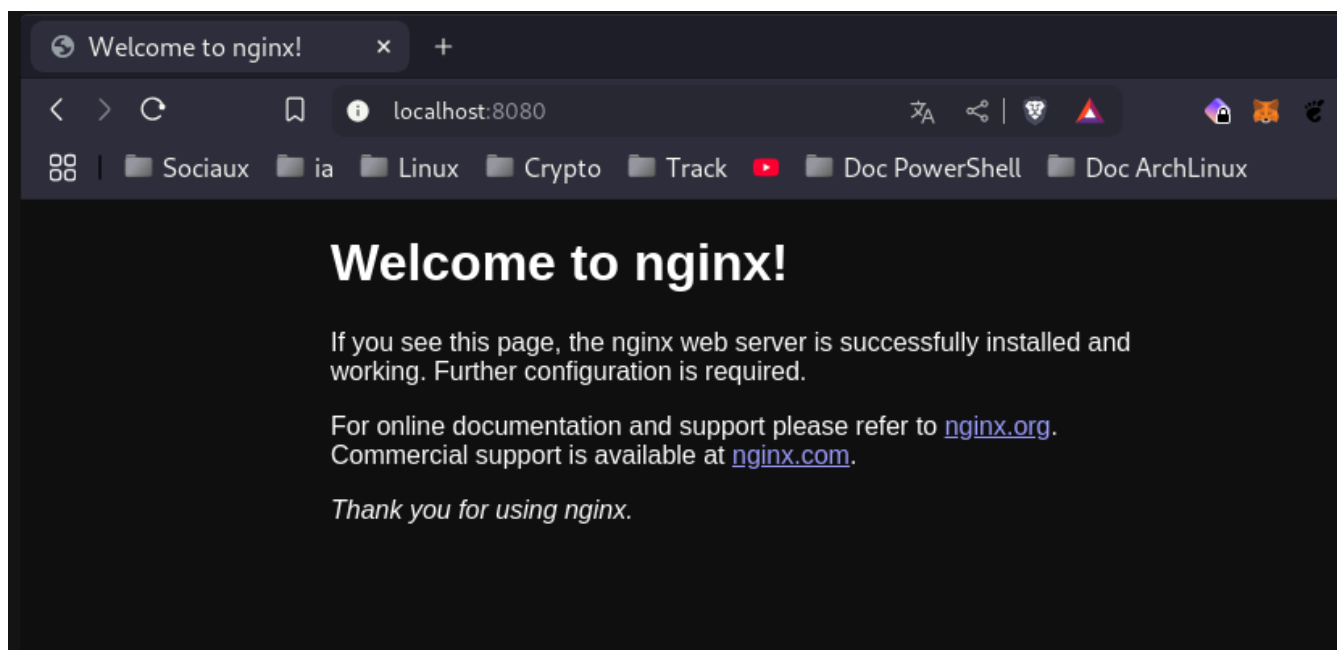 Welcome to nginx!
localhost:8080
Sociaux ia Linux Crypto Track Doc PowerShell Doc ArchLinux
Welcome to nginx!
If you see this page, the nginx web server is successfully installed and
working. Further configuration is required.
For online documentation and support please refer to nginx.org.
Commercial support is available at nginx.com.
Thank you for using nginx.